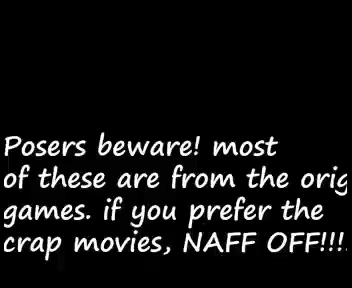 Posers beware! most
of these are from the orig
games. if you prefer the
crap movies, NAFF OFF!!!